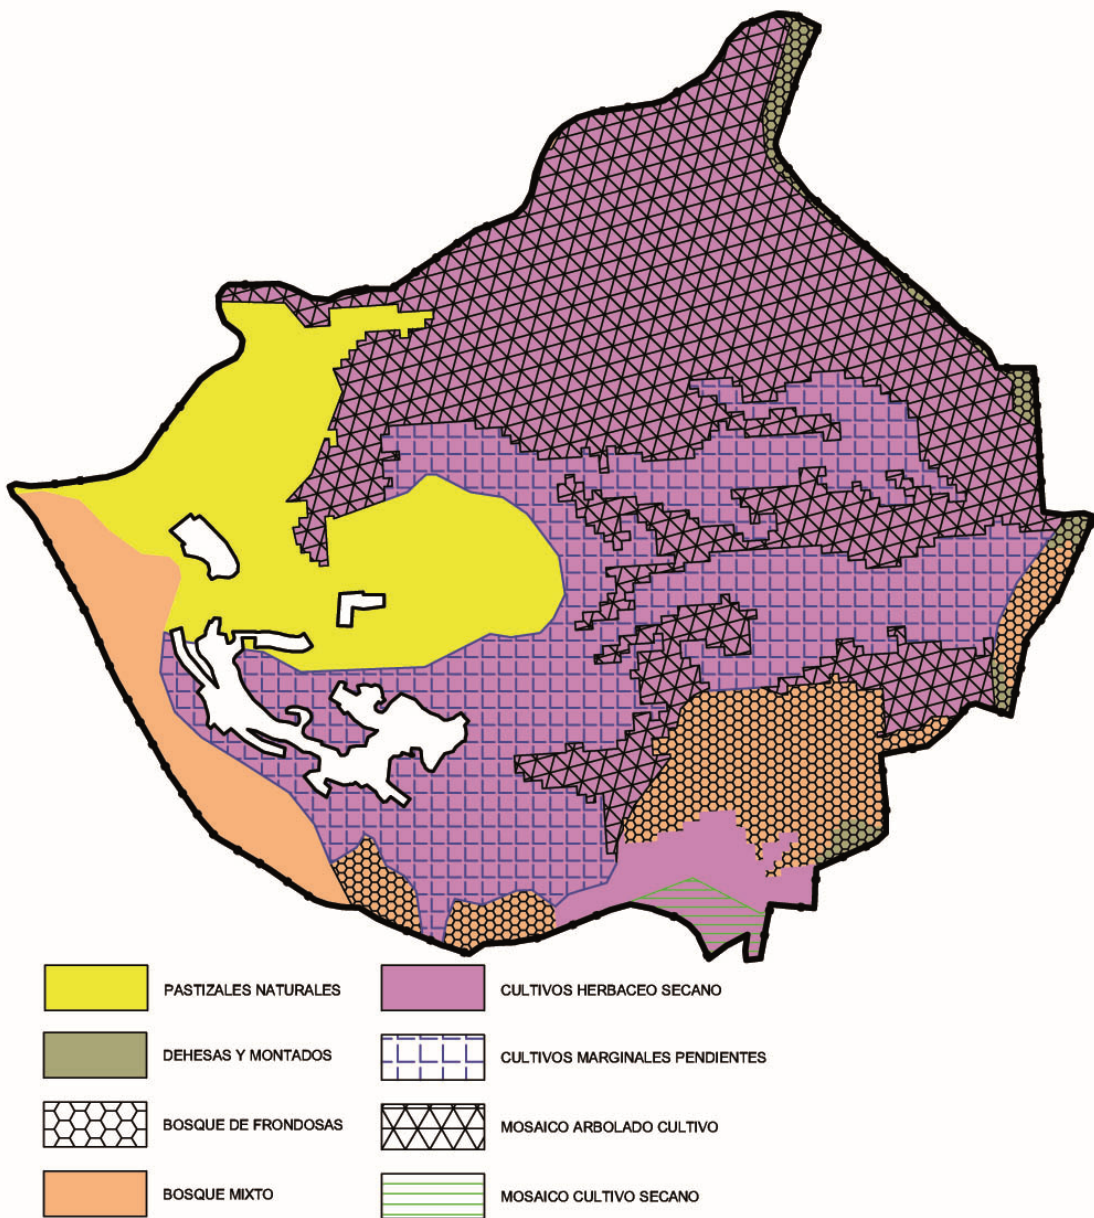 PASTIZALES NATURALES
CULTIVOS HERBACEO SECANO
DEHESAS Y MONTADOS
CULTIVOS MARGINALES PENDIENTES
BOSQUE DE FRONDOSAS
MOSAICO ARBOLADO CULTIVO
BOSQUE MIXTO
MOSAICO CULTIVO SECANO